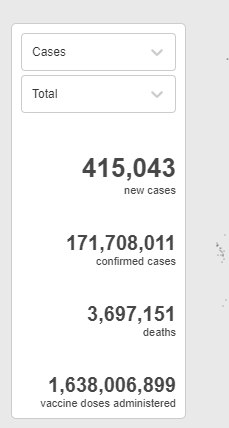 Cases
Total
415,043
new cases
171,708,011
confirmed cases
3,697,151
deaths
1,638,006,899
vaccine doses administered